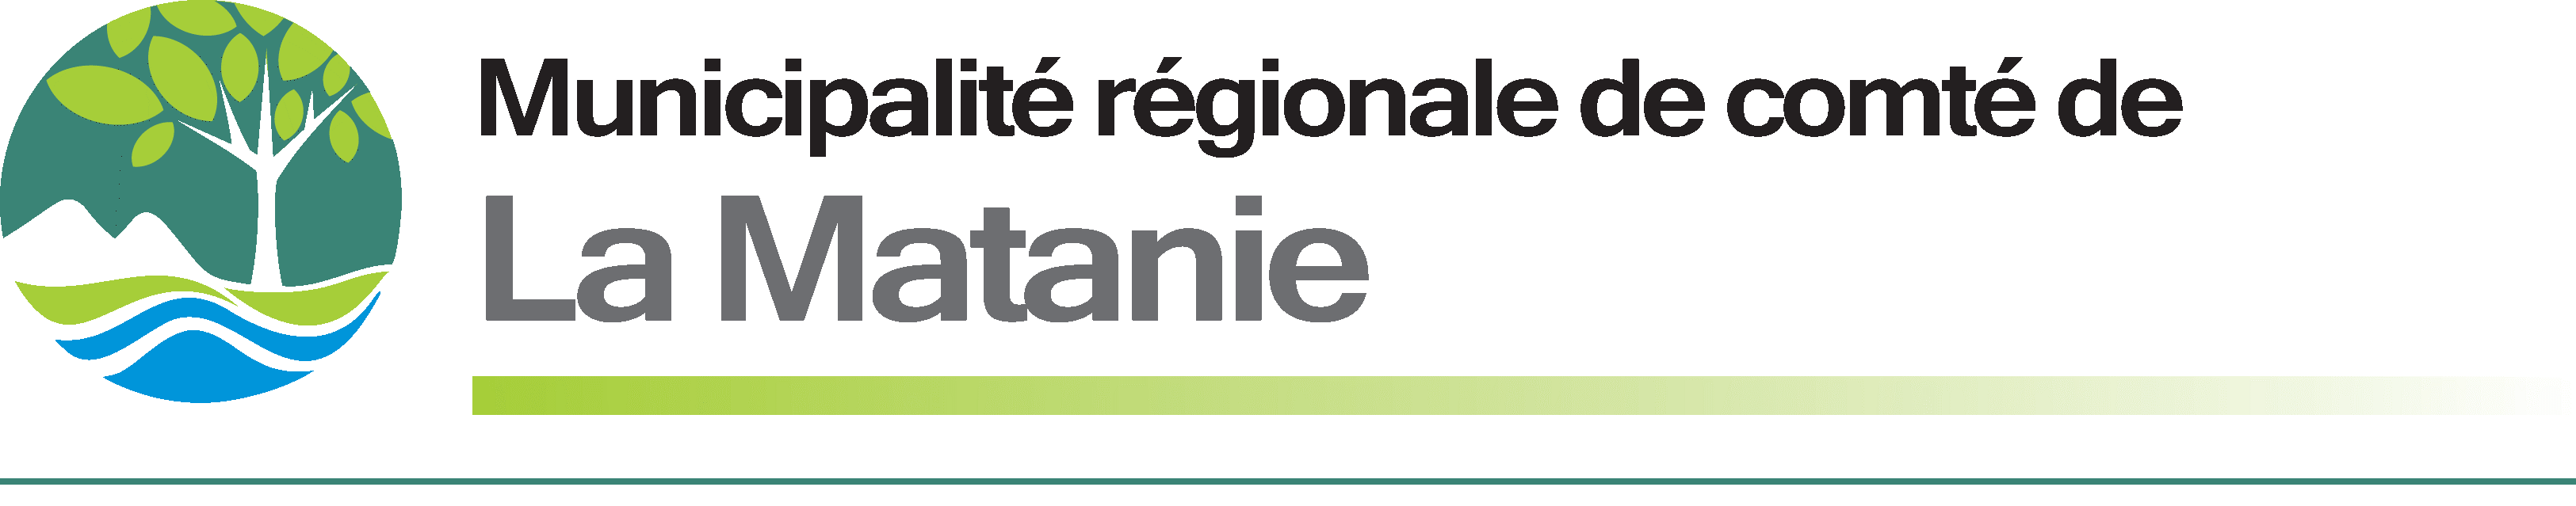 Municipalité régionale de comté de
La Matanie